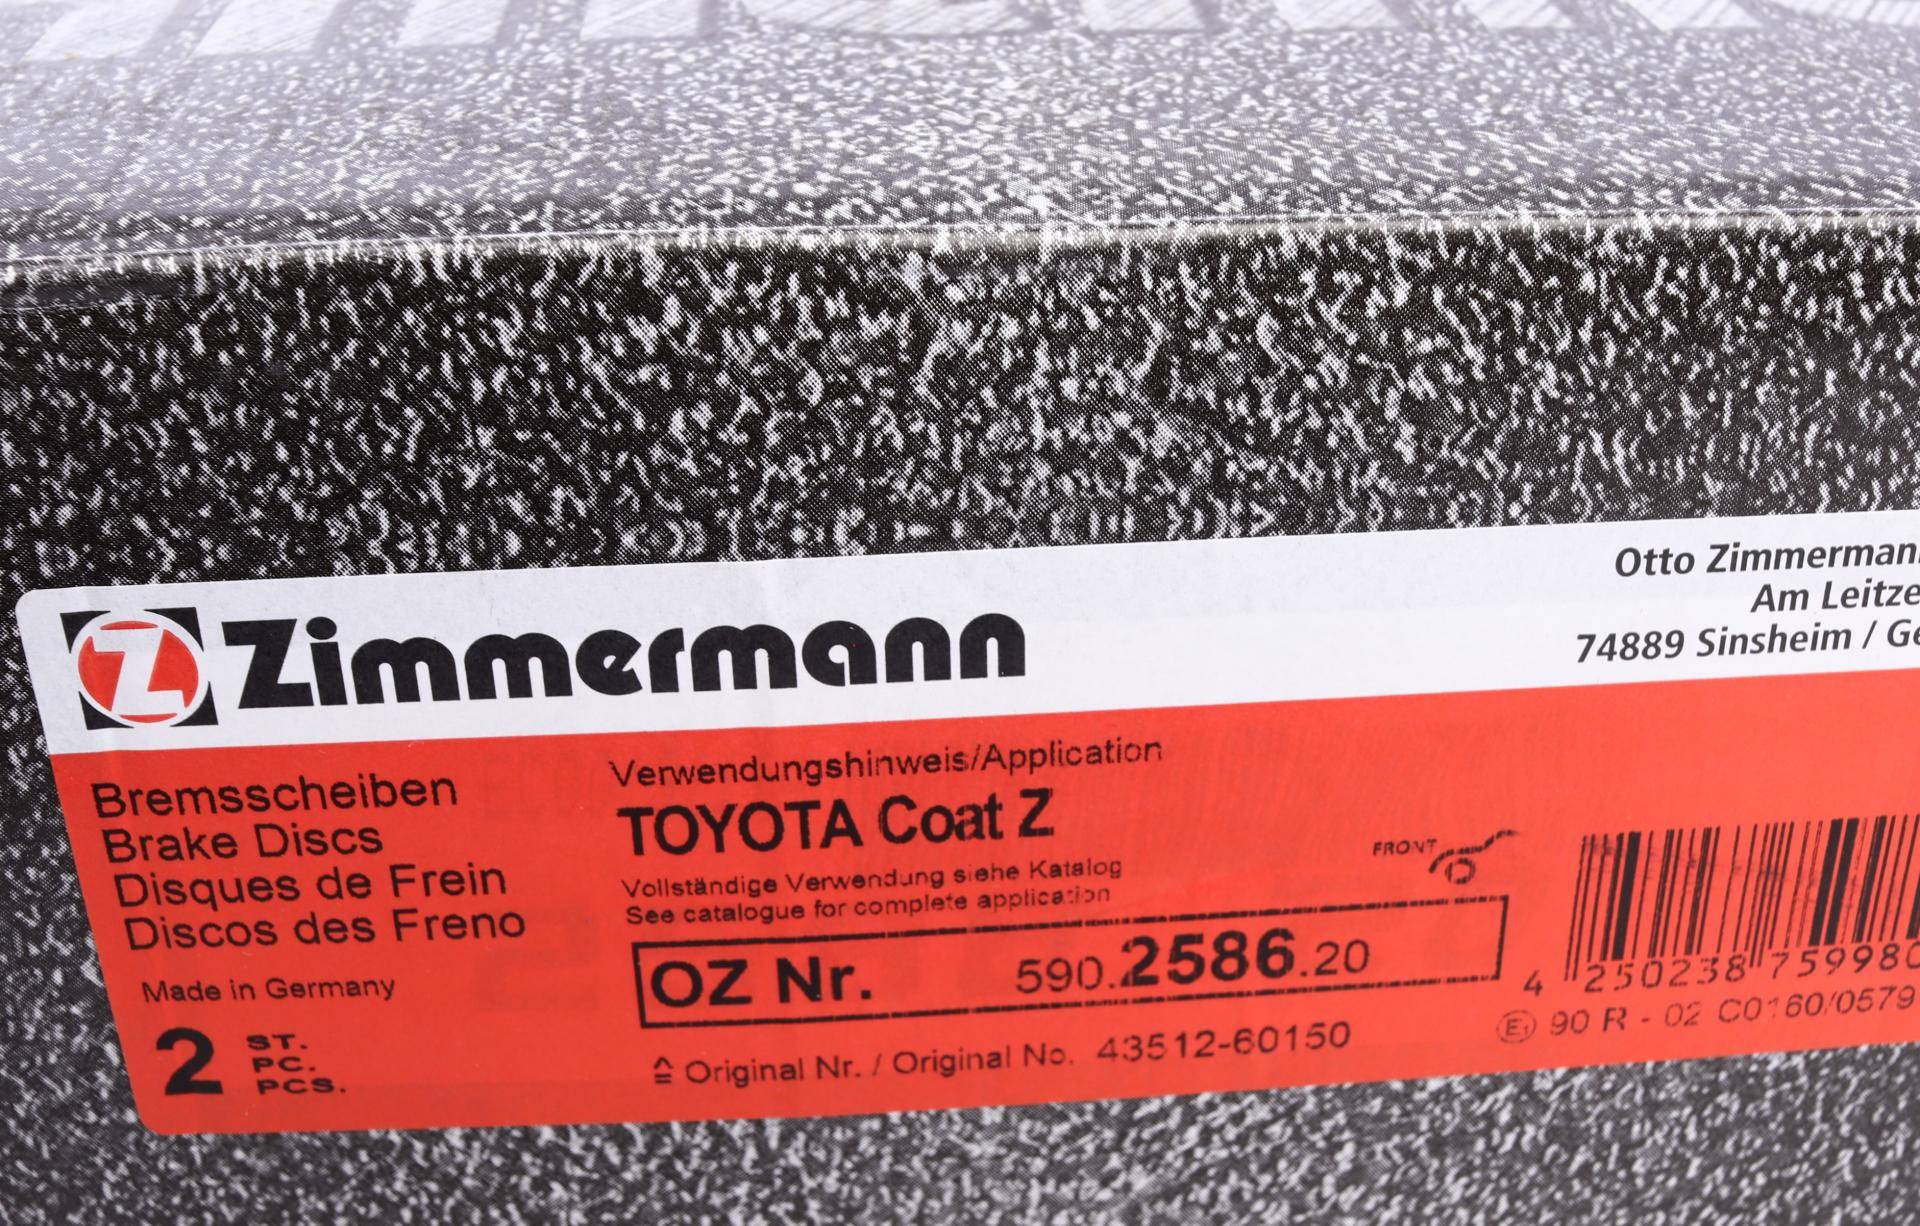 Zimmermann
Otto Zimmermann
Am Leitze
74889 Sinsheim / Ge
Bremsscheiben
Brake Discs
Disques de Frein
Discos des Freno
Made in Germany
2 ST.
PC.
PCS.
Verwendungshinweis/Application
TOYOTA Coat Z
Vollständige Verwendung siehe Katalog
See catalogue for complete application
FRONT
OZ Nr. 590.2586.20
≙ Original Nr. / Original No. 43512-60150
4 250238 759980
E1 90 R - 02 C0160/0579